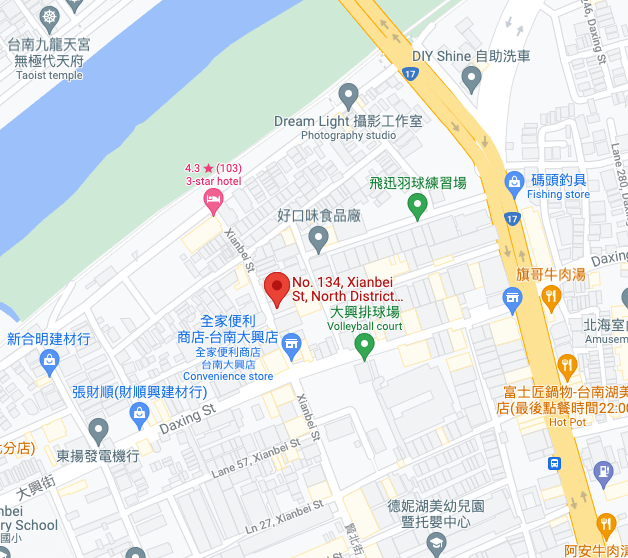 台南九龍天宮
無極代天府
Taoist temple
DIY Shine 自助洗車
17
Dream Light 攝影工作室
Photography studio
4.3 ★ (103)
3-star hotel
飛迅羽球練習場
碼頭釣具
Fishing store
Lane 280, Daxing
好口味食品廠
17
Xianbei St
Daxing
旗哥牛肉湯
No. 134, Xianbei
St, North District...
大興排球場
Volleyball court
全家便利
商店-台南大興店
全家便利商店
台南大興店
Convenience store
北海室
Amusem
新合明建材行
張財順(財順興建材行)
富士匠鍋物-台南湖美
店(最後點餐時間22:00
Hot Pot
Daxing St
Xianbei St
分店)
東揚發電機行
Lane 57, Xianbei St
大興街
Ln 27, Xianbei St
nbei
ry School
國小
賢北街
德妮湖美幼兒園
暨托嬰中心
阿安牛肉湯